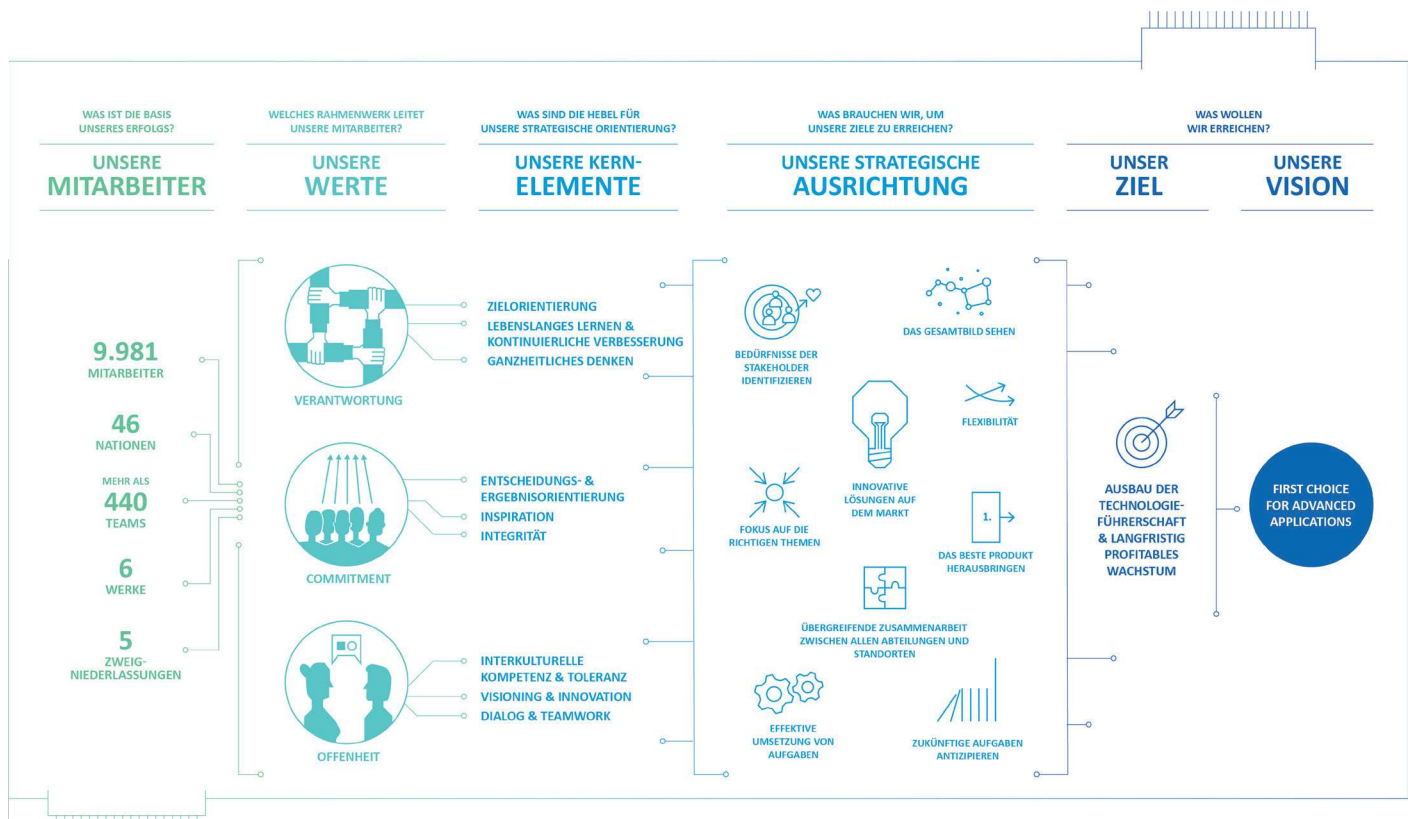 WAS IST DIE BASIS
UNSERES ERFOLGS?
UNSERE
MITARBEITER
9.981
MITARBEITER
46
NATIONEN
MEHR ALS
440
TEAMS
6
WERKE
5
ZWEIG-
NIEDERLASSUNGEN
WELCHES RAHMENWERK LEITET
UNSERE MITARBEITER?
UNSERE
WERTE
VERANTWORTUNG
COMMITMENT
OFFENHEIT
WAS SIND DIE HEBEL FÜR
UNSERE STRATEGISCHE ORIENTIERUNG?
UNSERE KERN-
ELEMENTE
ZIELORIENTIERUNG
LEBENSLANGES LERNEN &
KONTINUIERLICHE VERBESSERUNG
GANZHEITLICHES DENKEN
ENTSCHEIDUNGS- &
ERGEBNISORIENTIERUNG
INSPIRATION
INTEGRITÄT
INTERKULTURELLE
KOMPETENZ & TOLERANZ
VISIONING & INNOVATION
DIALOG & TEAMWORK
WAS BRAUCHEN WIR, UM
UNSERE ZIELE ZU ERREICHEN?
UNSERE STRATEGISCHE
AUSRICHTUNG
BEDÜRFNISSE DER
STAKEHOLDER
IDENTIFIZIEREN
DAS GESAMTBILD SEHEN
FLEXIBILITÄT
INNOVATIVE
LÖSUNGEN AUF
DEM MARKT
FOKUS AUF DIE
RICHTIGEN THEMEN
1.
DAS BESTE PRODUKT
HERAUSBRINGEN
ÜBERGREIFENDE ZUSAMMENARBEIT
ZWISCHEN ALLEN ABTEILUNGEN UND
STANDORTEN
EFFEKTIVE
UMSETZUNG VON
AUFGABEN
ZUKÜNFTIGE AUFGABEN
ANTIZIPIEREN
WAS WOLLEN
WIR ERREICHEN?
UNSER
ZIEL
AUSBAU DER
TECHNOLOGIE-
FÜHRERSCHAFT
& LANGFRISTIG
PROFITABLES
WACHSTUM
UNSERE
VISION
FIRST CHOICE
FOR ADVANCED
APPLICATIONS